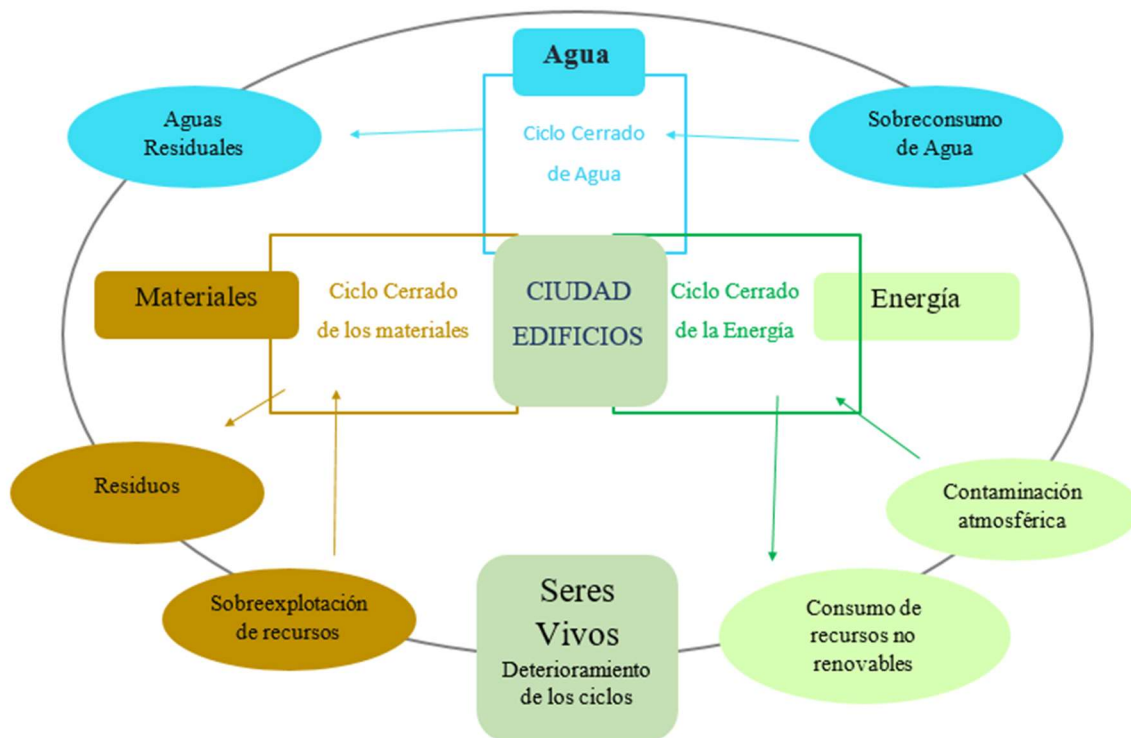 Agua
Aguas
Residuales
Ciclo Cerrado
de Agua
Sobreconsumo
de Agua
Materiales
Ciclo Cerrado
de los materiales
CIUDAD
EDIFICIOS
Ciclo Cerrado
de la Energía
Energía
Residuos
Contaminación
atmosférica
Sobreexplotación
de recursos
Seres
Vivos
Deterioramiento
de los ciclos
Consumo de
recursos no
renovables